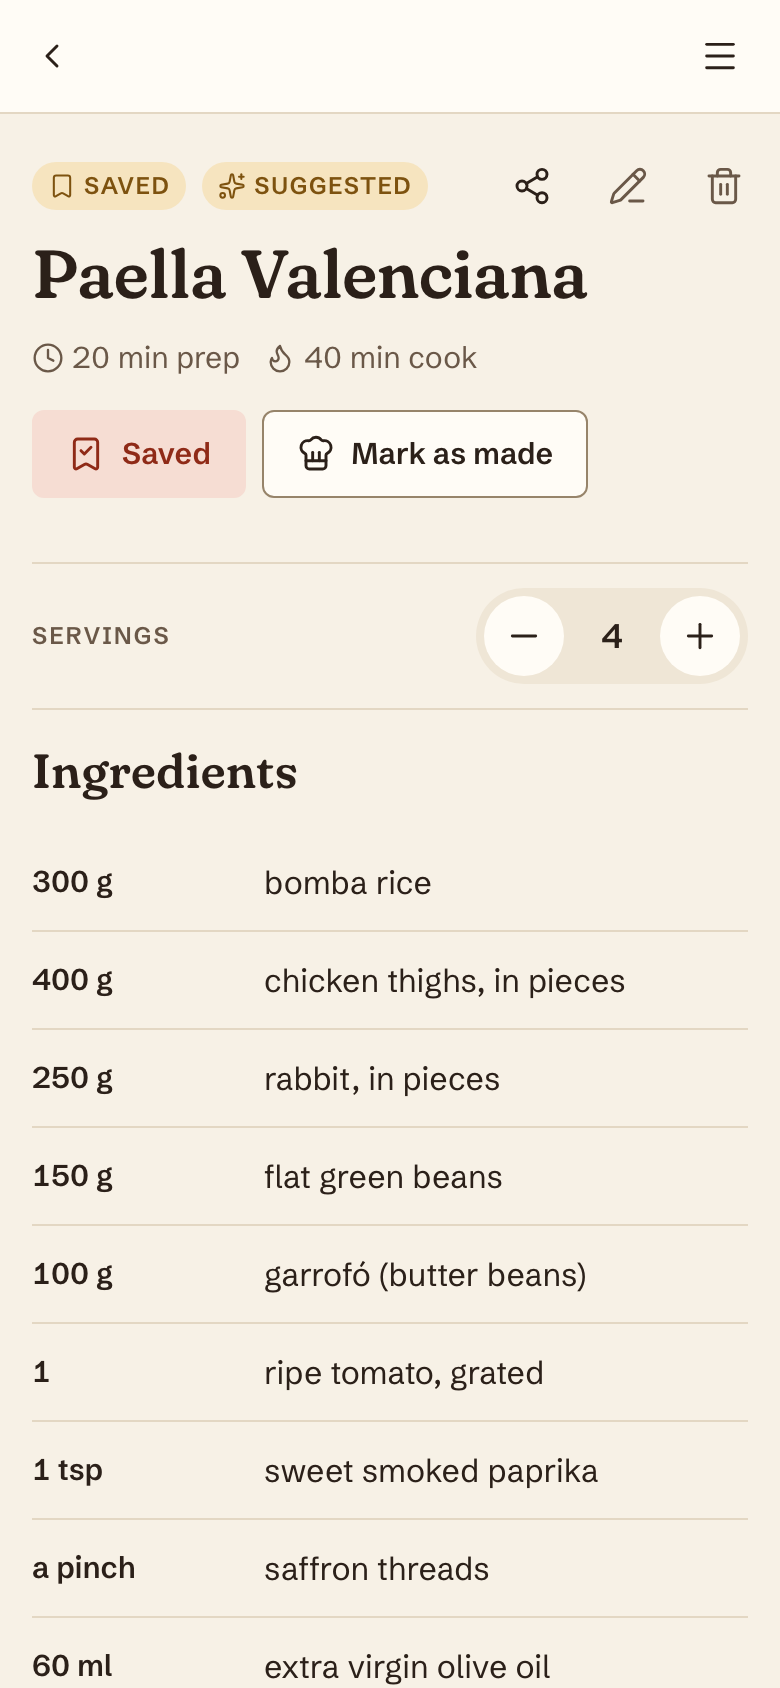 SAVED SUGGESTED
Paella Valenciana
20 min prep 40 min cook
Saved Mark as made
SERVINGS 4
Ingredients
300 g bomba rice
400 g chicken thighs, in pieces
250 g rabbit, in pieces
150 g flat green beans
100 g garrofó (butter beans)
1 ripe tomato, grated
1 tsp sweet smoked paprika
a pinch saffron threads
60 ml extra virgin olive oil